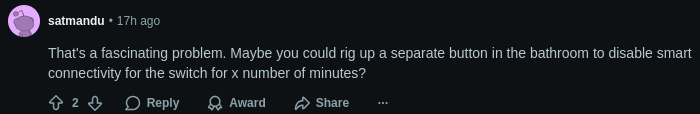 satmandu • 17h ago
That's a fascinating problem. Maybe you could rig up a separate button in the bathroom to disable smart
connectivity for the switch for x number of minutes?
2 Reply Award Share ...